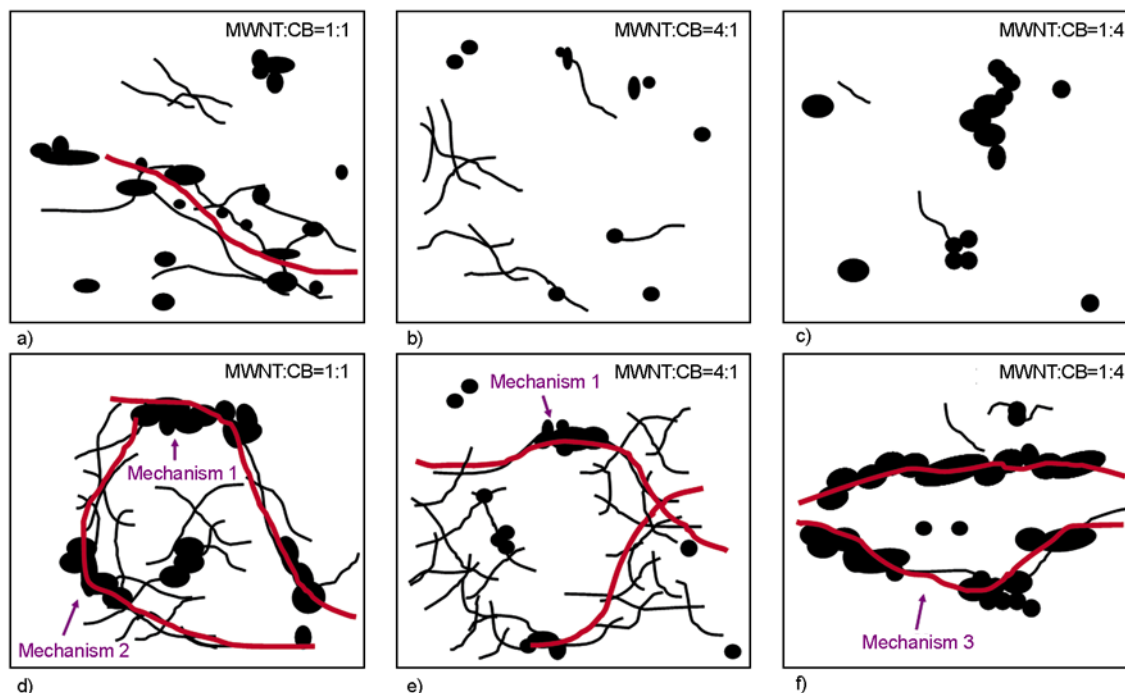 MWNT:CB=1:1
MWNT:CB=4:1
MWNT:CB=1:4
a)
b)
c)
MWNT:CB=1:1
Mechanism 1
Mechanism 2
MWNT:CB=4:1
Mechanism 1
MWNT:CB=1:4
Mechanism 3
d)
e)
f)